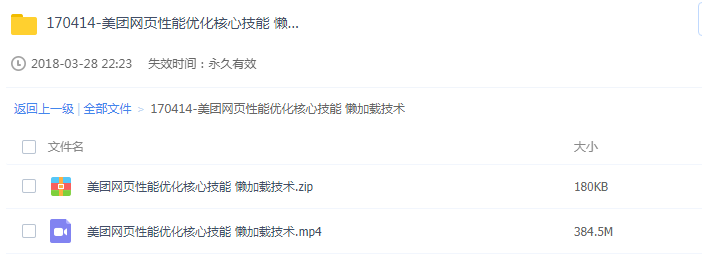 170414-美团网页性能优化核心技能 懒...
2018-03-28 22:23 失效时间：永久有效
返回上一级 | 全部文件 > 170414-美团网页性能优化核心技能 懒加载技术
文件名 大小
美团网页性能优化核心技能 懒加载技术.zip 180KB
美团网页性能优化核心技能 懒加载技术.mp4 384.5M